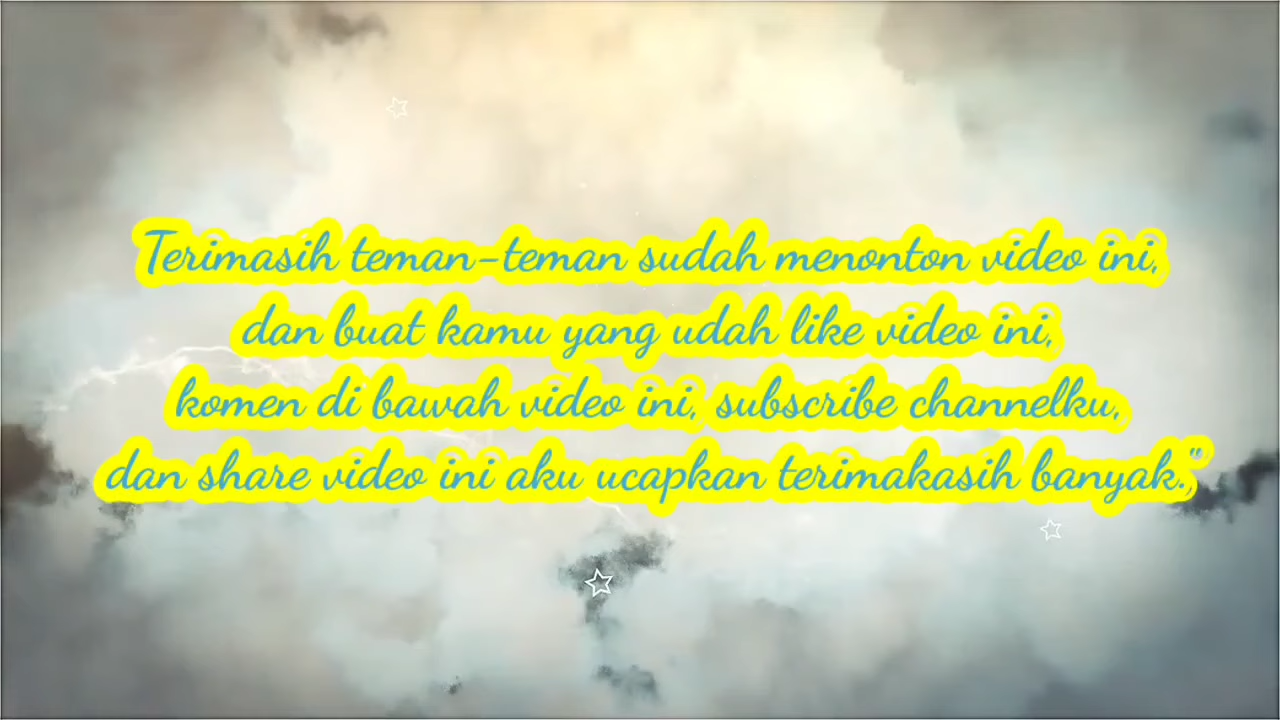 Terimasih teman-teman sudah menonton video ini,
dan buat kamu yang udah like video ini,
komen di bawah video ini, subscribe channelku,
dan share video ini aku ucapkan terimakasih banyak.",